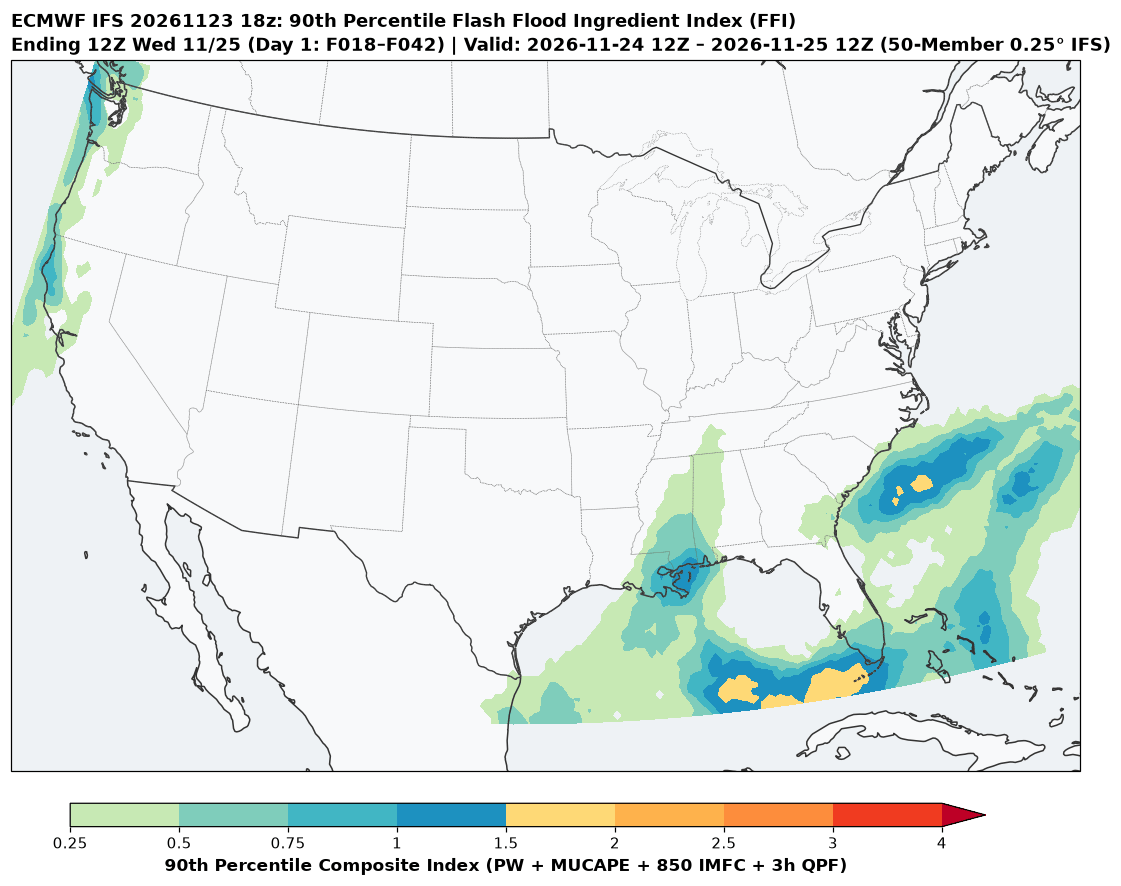 ECMWF IFS 20261123 18z: 90th Percentile Flash Flood Ingredient Index (FFI)
Ending 12Z Wed 11/25 (Day 1: F018–F042) | Valid: 2026-11-24 12Z – 2026-11-25 12Z (50-Member 0.25° IFS)
0.25 0.5 0.75 1 1.5 2 2.5 3 4
90th Percentile Composite Index (PW + MUCAPE + 850 IMFC + 3h QPF)